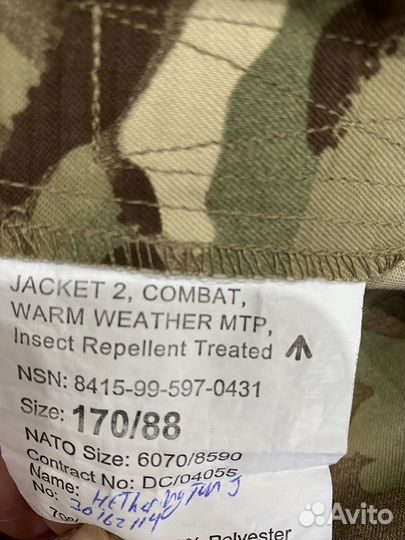 JACKET 2, COMBAT,
WARM WEATHER MTP,
Insect Repellent Treated
NSN: 8415-99-597-0431
Size: 170/88
NATO Size: 6070/8590
Contract No: DC/04055
Name: HETherington J
No:
Polyester
Avito